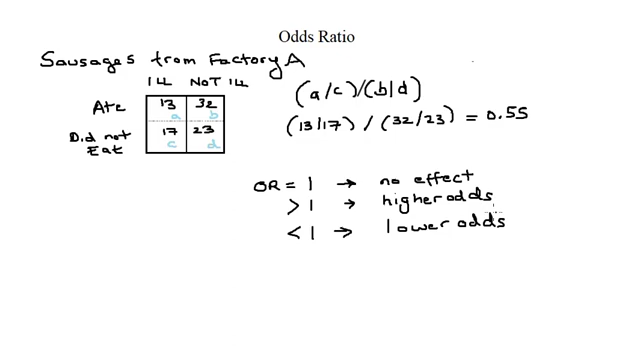 Odds Ratio
Sausages from Factory A
Ill Not Ill
Ate 13 32
a b
Did not Eat 17 23
c d
(a/c)/(b/d)
(13/17) / (32/23) = 0.55
OR = 1 → no effect
> 1 → higher odds
< 1 → lower odds